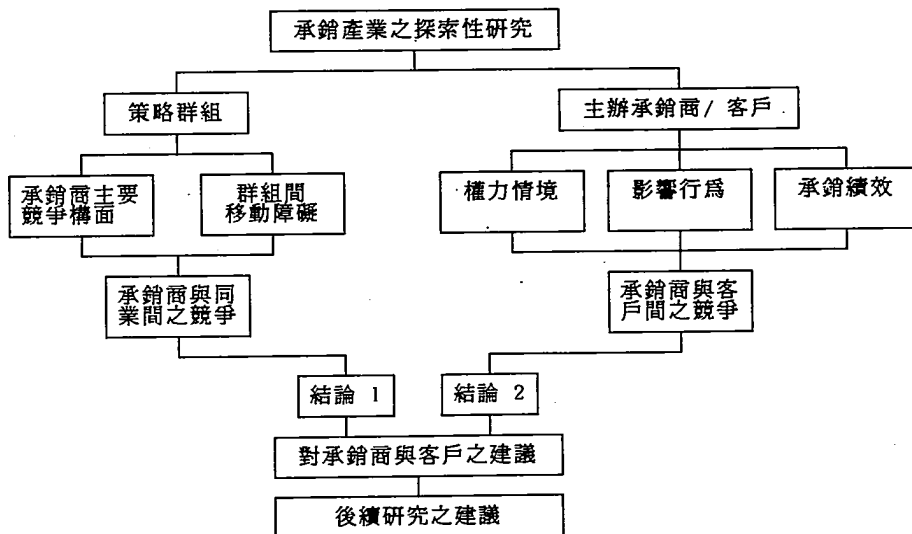 承銷產業之探索性研究
策略群組
主辦承銷商/ 客戶
承銷商主要
競爭構面
群組間
移動障礙
權力情境
影響行爲
承銷績效
承銷商與同
業間之競爭
承銷商與客
戶間之競爭
結論 1
結論 2
對承銷商與客戶之建議
後續研究之建議